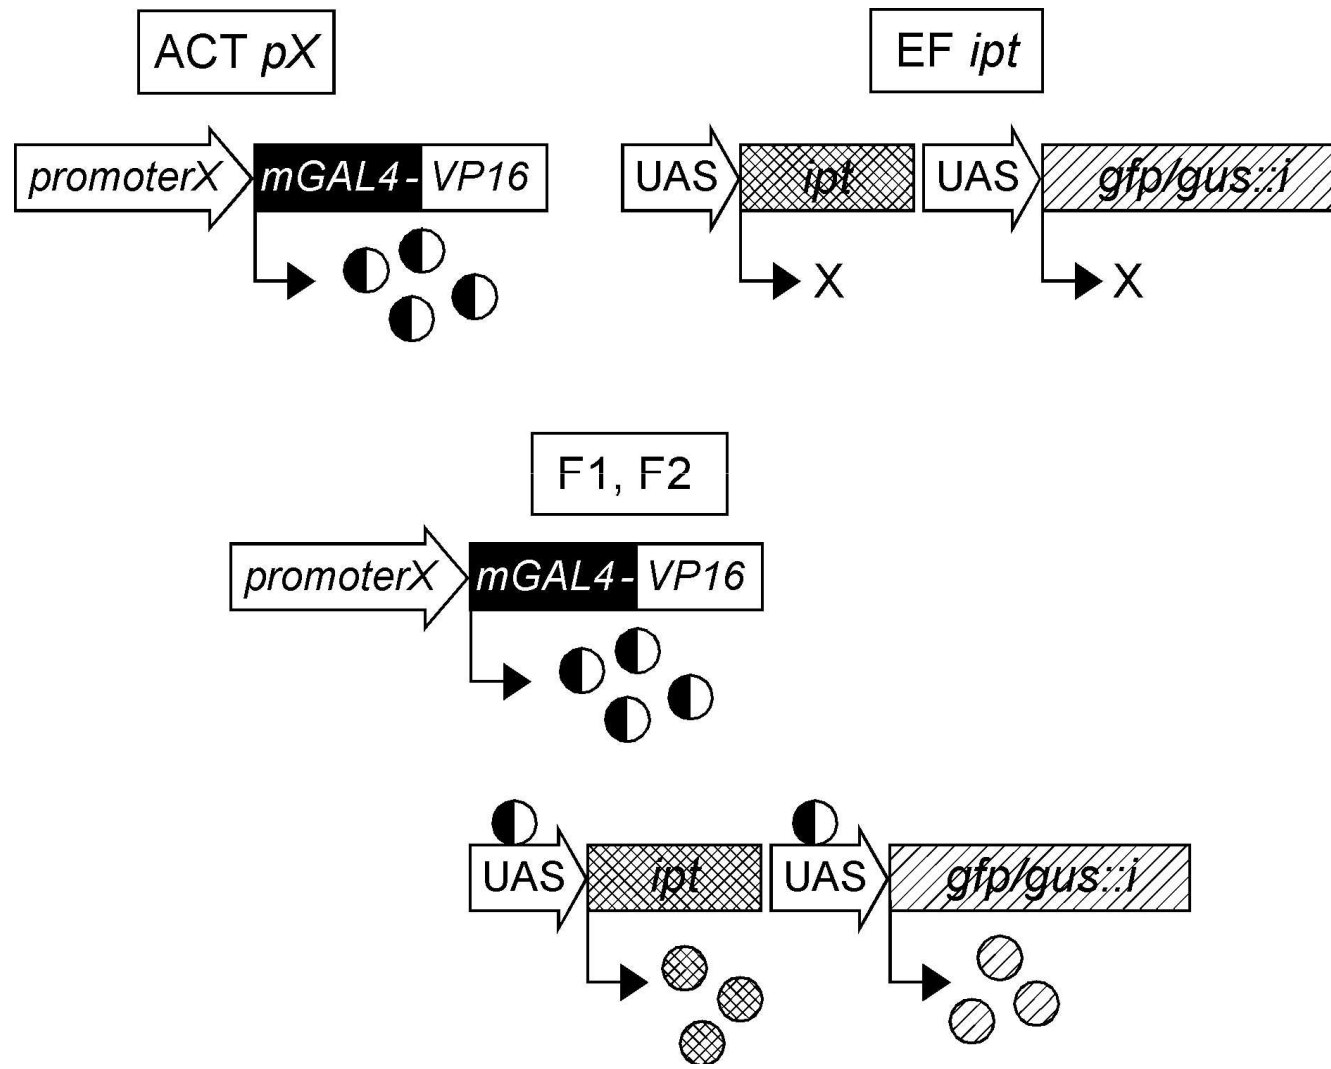 ACT pX
EF ipt
promoterX mGAL4- VP16
UAS ipt UAS gfp/gus::i
X X
F1, F2
promoterX mGAL4- VP16
UAS ipt UAS gfp/gus::i